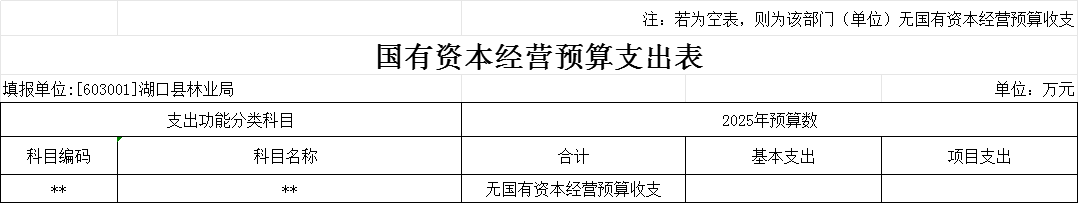 注：若为空表，则为该部门（单位）无国有资本经营预算收支
国有资本经营预算支出表
填报单位:[603001]湖口县林业局 单位：万元
支出功能分类科目 2025年预算数
科目编码 科目名称 合计 基本支出 项目支出
** ** 无国有资本经营预算收支